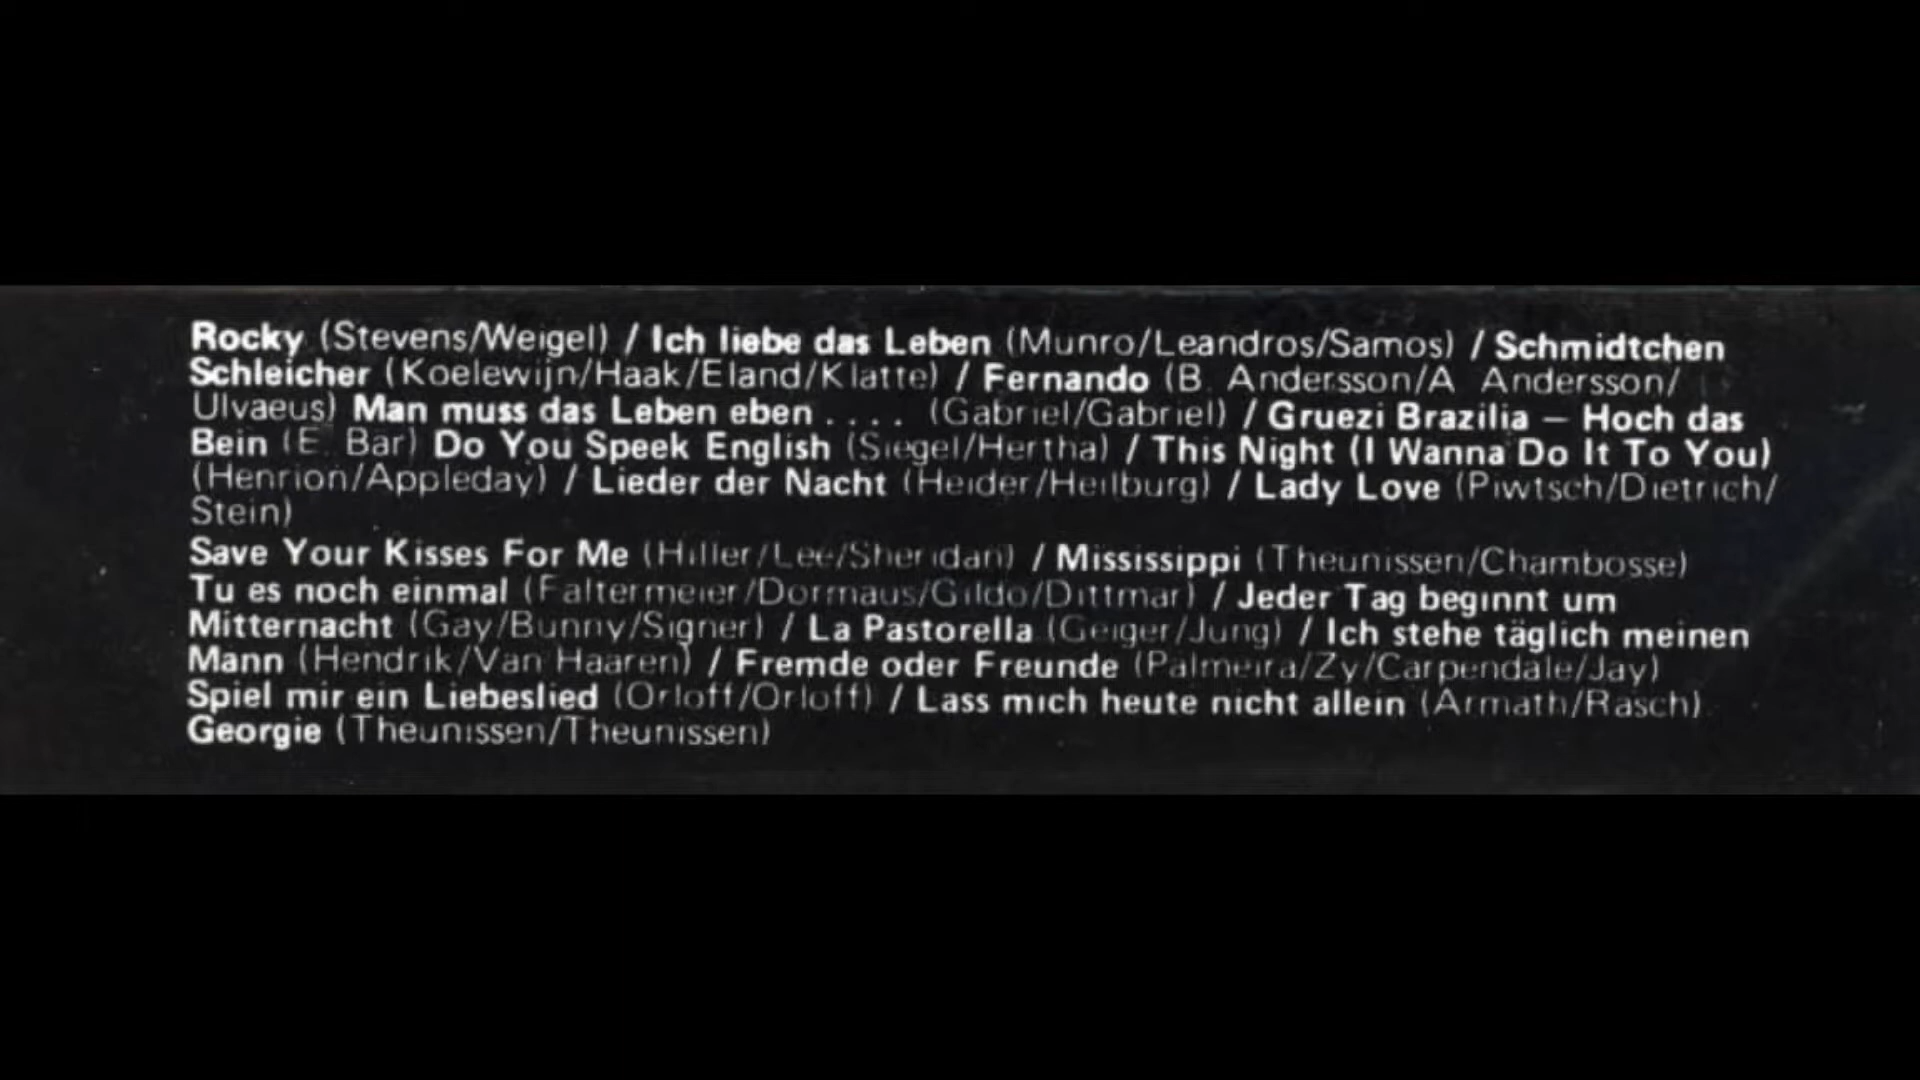 Rocky (Stevens/Weigel) / Ich liebe das Leben (Munro/Leandros/Samos) / Schmidtchen
Schleicher (Koelewijn/Haak/Eland/Klatte) / Fernando (B. Andersson/A. Andersson/
Ulvaeus) Man muss das Leben eben .... (Gabriel/Gabriel) / Gruezi Brazilia – Hoch das
Bein (E. Bär) Do You Speek English (Siegel/Hertha) / This Night (I Wanna Do It To You)
(Henrion/Appleday) / Lieder der Nacht (Heider/Heilburg) / Lady Love (Piwtsch/Dietrich/
Stein)
Save Your Kisses For Me (Hiller/Lee/Sheridan) / Mississippi (Theunissen/Chambosse)
Tu es noch einmal (Faltermeier/Dormaus/Gildo/Dittmar) / Jeder Tag beginnt um
Mitternacht (Gay/Bunny/Signer) / La Pastorella (Geiger/Jung) / Ich stehe täglich meinen
Mann (Hendrik/Van Haaren) / Fremde oder Freunde (Palmeira/Zy/Carpendale/Jay)
Spiel mir ein Liebeslied (Orloff/Orloff) / Lass mich heute nicht allein (Armath/Rasch)
Georgie (Theunissen/Theunissen)